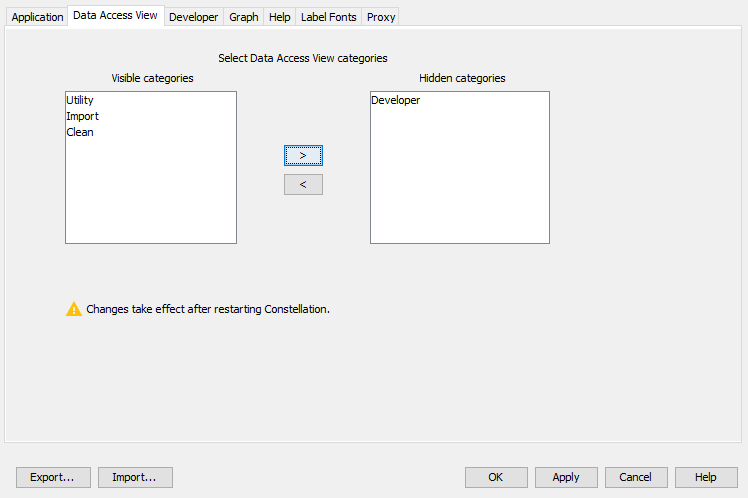 Application Data Access View Developer Graph Help Label Fonts Proxy
Select Data Access View categories
Visible categories
Hidden categories
Utility
Import
Clean
Developer
>
<
Changes take effect after restarting Constellation.
Export... Import... OK Apply Cancel Help